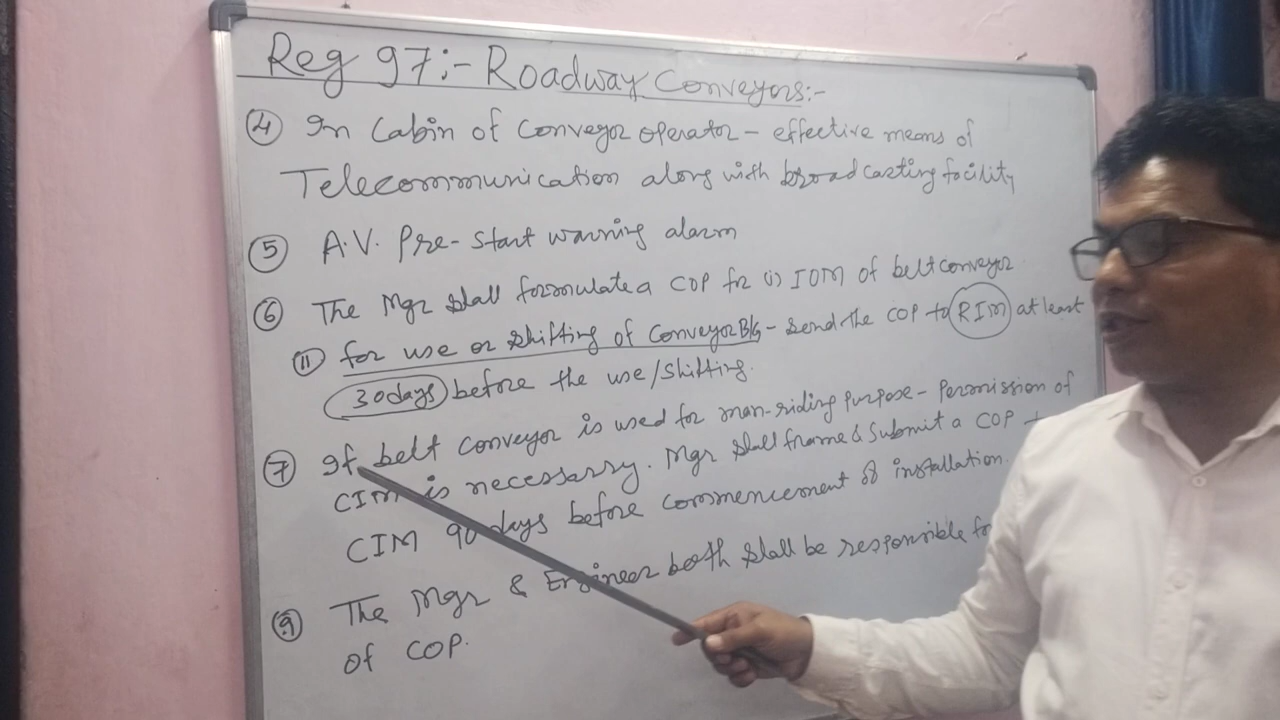 Reg 97:- Roadway Conveyors:-
④ In Cabin of Conveyor operator - effective means of
Telecommunication along with broadcasting facility
⑤ A.V. Pre-start warning alarm
⑥ The Mgr shall formulate a COP for (i) IOM of belt conveyor
(ii) for use or shifting of Conveyor B/g - send the COP to RIM at least
30 days before the use/shifting.
⑦ If belt conveyor is used for man-riding purpose - Permission of
CIM is necessarry. Mgr shall frame & Submit a COP
CIM 90 days before commencement of installation.
⑨ The Mgr & Engineer both shall be responsible fo
of COP.